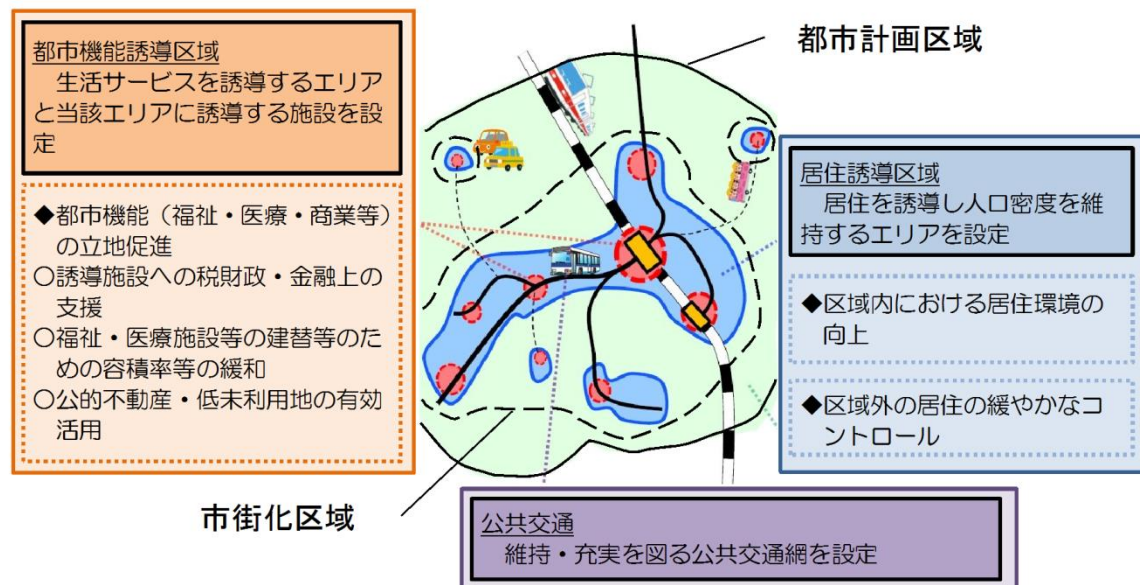 都市計画区域
都市機能誘導区域
生活サービスを誘導するエリア
と当該エリアに誘導する施設を設
定
◆都市機能（福祉・医療・商業等）
の立地促進
○誘導施設への税財政・金融上の
支援
○福祉・医療施設等の建替等のた
めの容積率等の緩和
○公的不動産・低未利用地の有効
活用
居住誘導区域
居住を誘導し人口密度を維
持するエリアを設定
◆区域内における居住環境の
向上
◆区域外の居住の緩やかなコ
ントロール
市街化区域
公共交通
維持・充実を図る公共交通網を設定